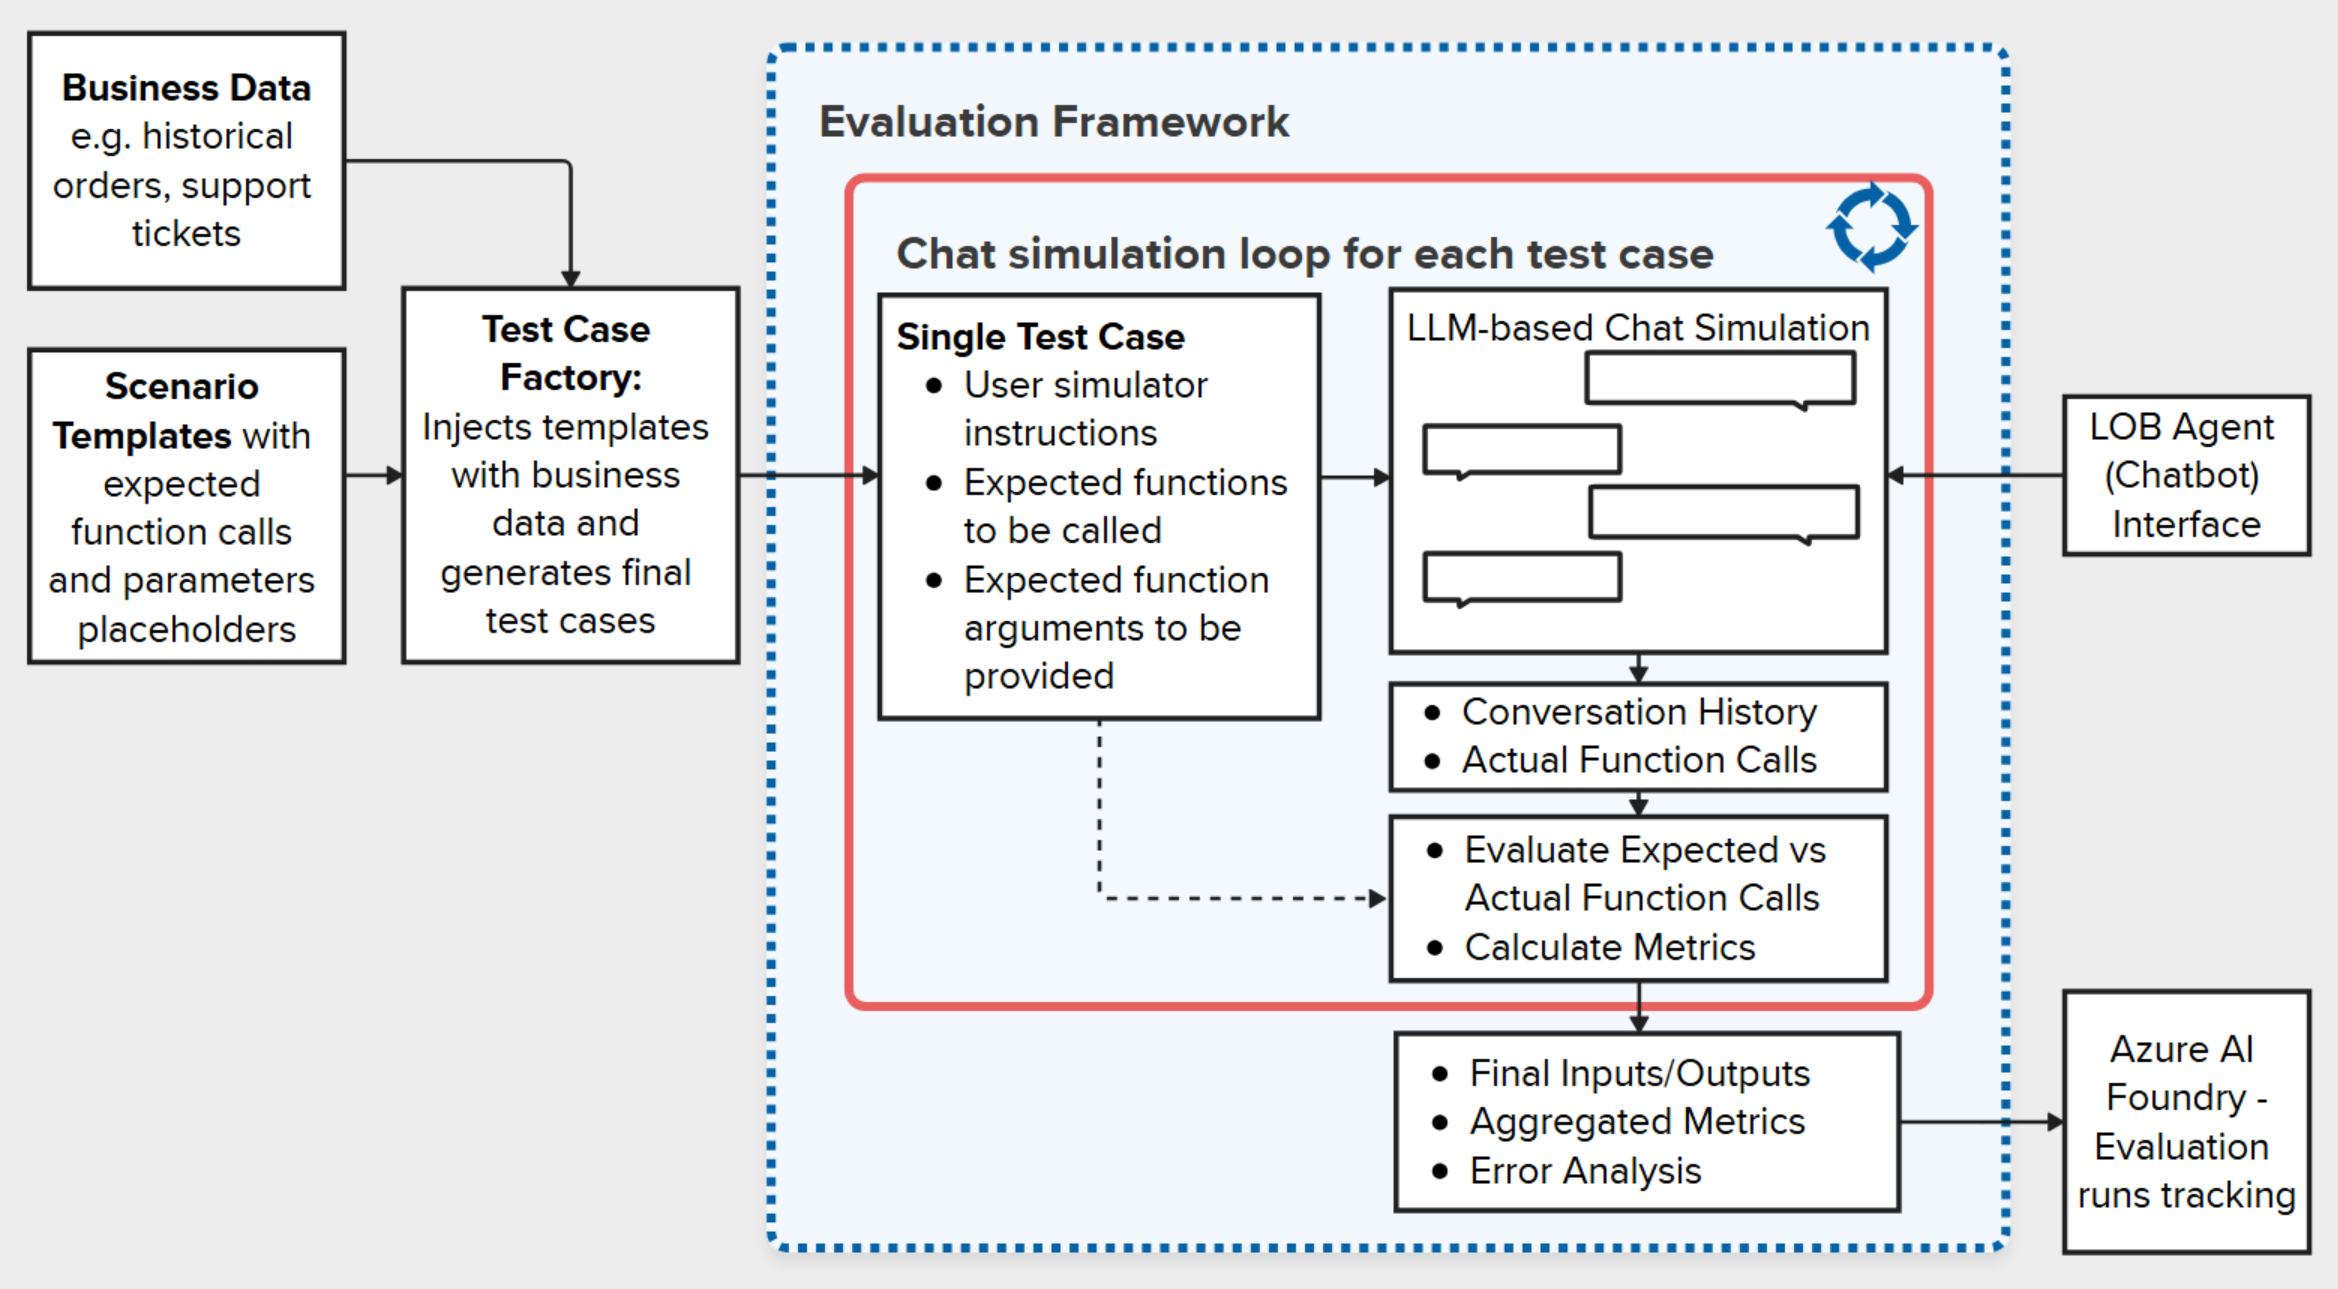 Business Data
e.g. historical
orders, support
tickets
Scenario
Templates with
expected
function calls
and parameters
placeholders
Test Case
Factory:
Injects templates
with business
data and
generates final
test cases
Evaluation Framework
Chat simulation loop for each test case
Single Test Case
● User simulator
instructions
● Expected functions
to be called
● Expected function
arguments to be
provided
LLM-based Chat Simulation
● Conversation History
● Actual Function Calls
● Evaluate Expected vs
Actual Function Calls
● Calculate Metrics
● Final Inputs/Outputs
● Aggregated Metrics
● Error Analysis
LOB Agent
(Chatbot)
Interface
Azure AI
Foundry -
Evaluation
runs tracking